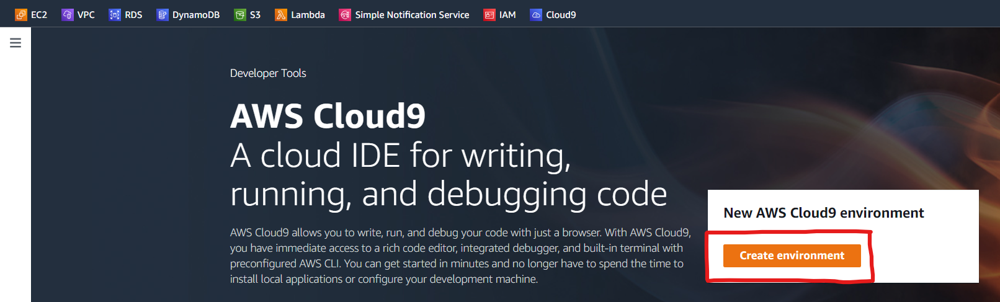 EC2 VPC RDS DynamoDB S3 Lambda Simple Notification Service IAM Cloud9
Developer Tools
AWS Cloud9
A cloud IDE for writing,
running, and debugging code
AWS Cloud9 allows you to write, run, and debug your code with just a browser. With AWS Cloud9,
you have immediate access to a rich code editor, integrated debugger, and built-in terminal with
preconfigured AWS CLI. You can get started in minutes and no longer have to spend the time to
install local applications or configure your development machine.
New AWS Cloud9 environment
Create environment